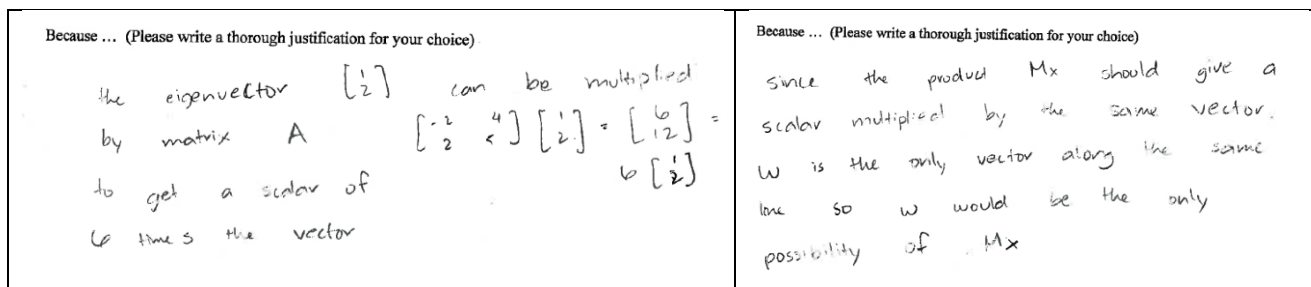 Because ... (Please write a thorough justification for your choice)
the eigenvector [1 2] can be multiplied
by matrix A [-2 4 2 5] [1 2] = [6 12] =
6 [1 2]
to get a scalar of
6 times the vector
Because ... (Please write a thorough justification for your choice)
since the product Mx should give a
scalar multiplied by the same vector.
w is the only vector along the same
line so w would be the only
possibility of Mx